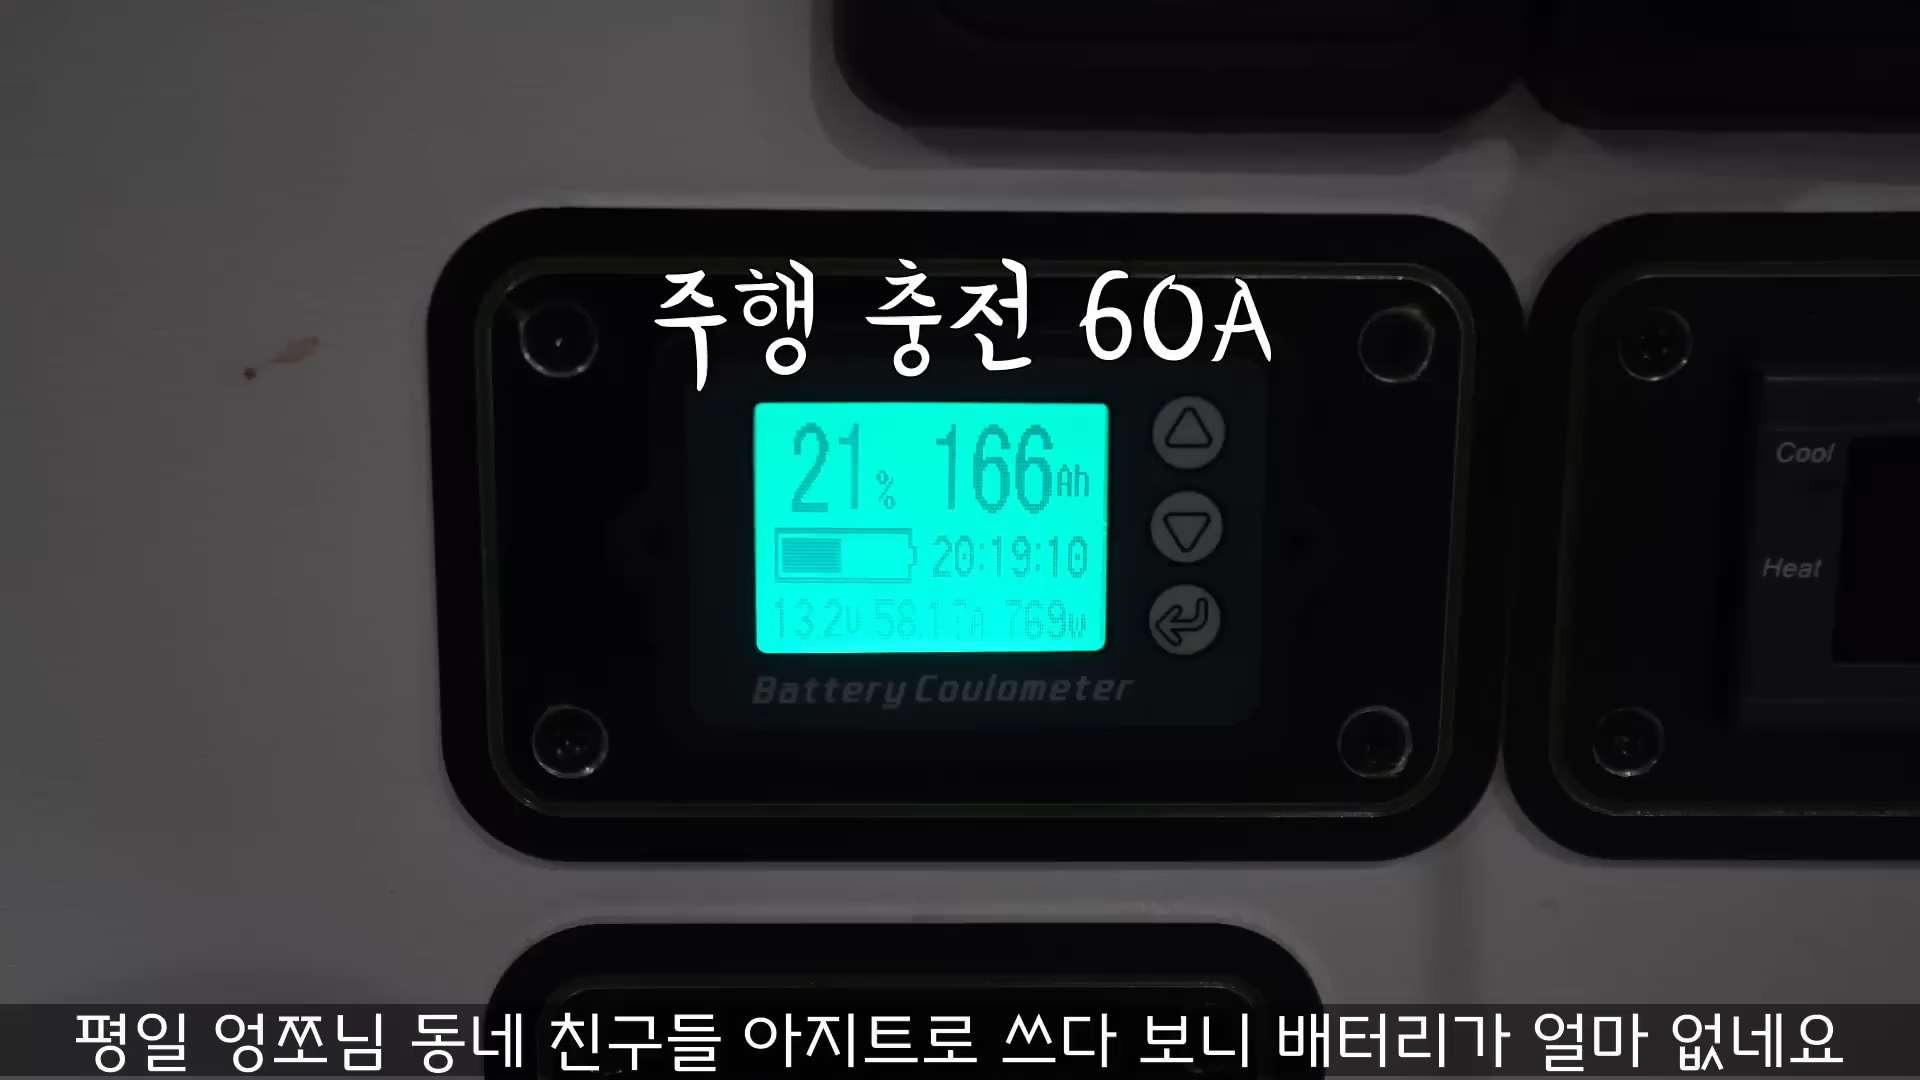 주행 충전 60A
21% 166Ah
20:19:10
13.2V 769W
Battery Coulometer
Cool
Heat
평일 엉쪼님 동네 친구들 아지트로 쓰다 보니 배터리가 얼마 없네요